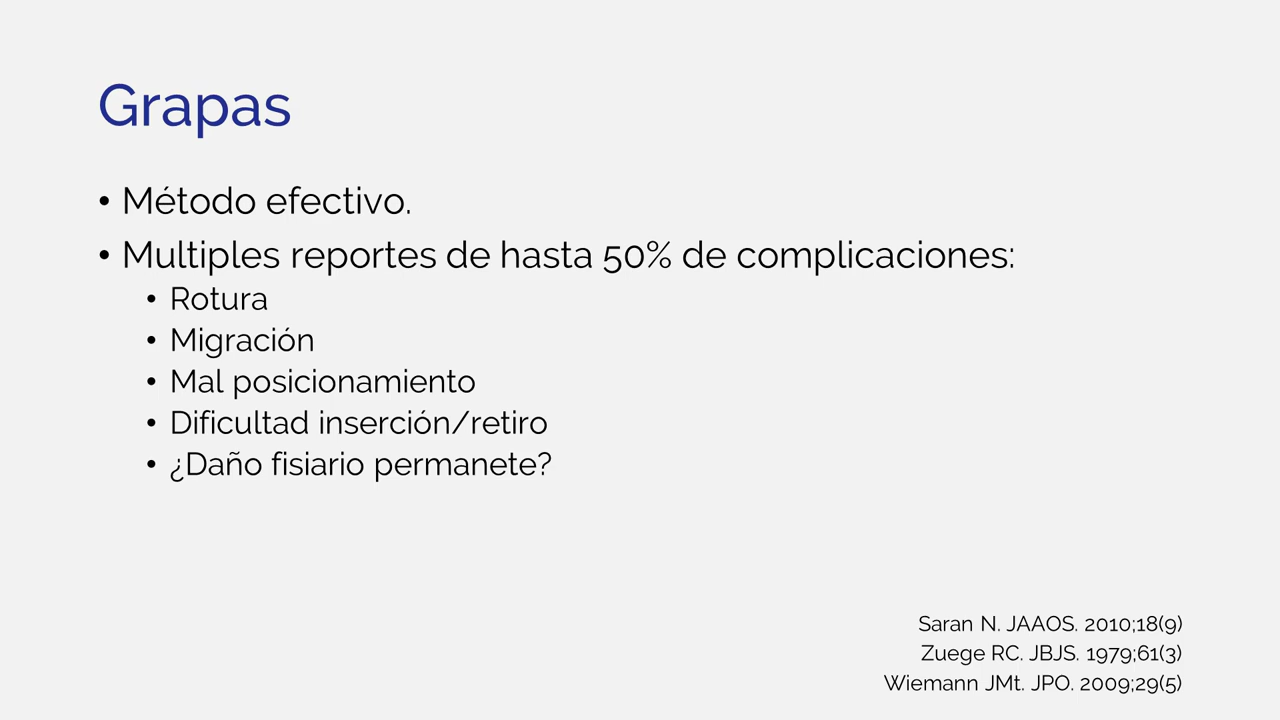 Grapas
• Método efectivo.
• Multiples reportes de hasta 50% de complicaciones:
• Rotura
• Migración
• Mal posicionamiento
• Dificultad inserción/retiro
• ¿Daño fisiario permanete?
Saran N. JAAOS. 2010;18(9)
Zuege RC. JBJS. 1979;61(3)
Wiemann JMt. JPO. 2009;29(5)